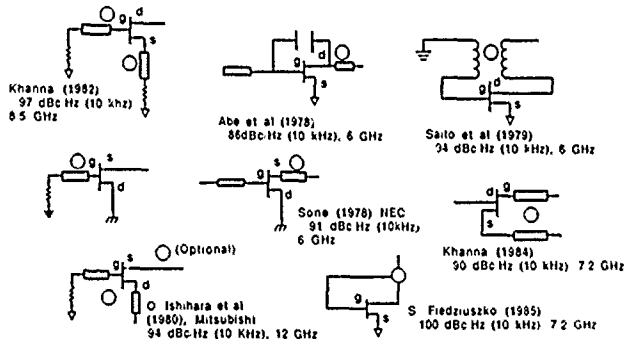 g
d
s
Khanna (1982)
97 dBc Hz (10 khz)
8 5 GHz
g
d
s
Abe et al (1978)
86dBc/Hz (10 kHz), 6 GHz
g
d
s
Saito et al (1979)
94 dBc Hz (10 kHz), 6 GHz
g
s
d
g
s
d
Sone (1978) NEC
91 dBc Hz (10kHz)
6 GHz
d
g
s
Khanna (1984)
90 dBc Hz (10 kHz) 7 2 GHz
(Optional)
g
s
d
O Ishihara et al
(1980), Mitsubishi
94 dBc/Hz (10 KHz), 12 GHz
g
s
S Fiedziuszko (1985)
100 dBc Hz (10 kHz) 7 2 GHz